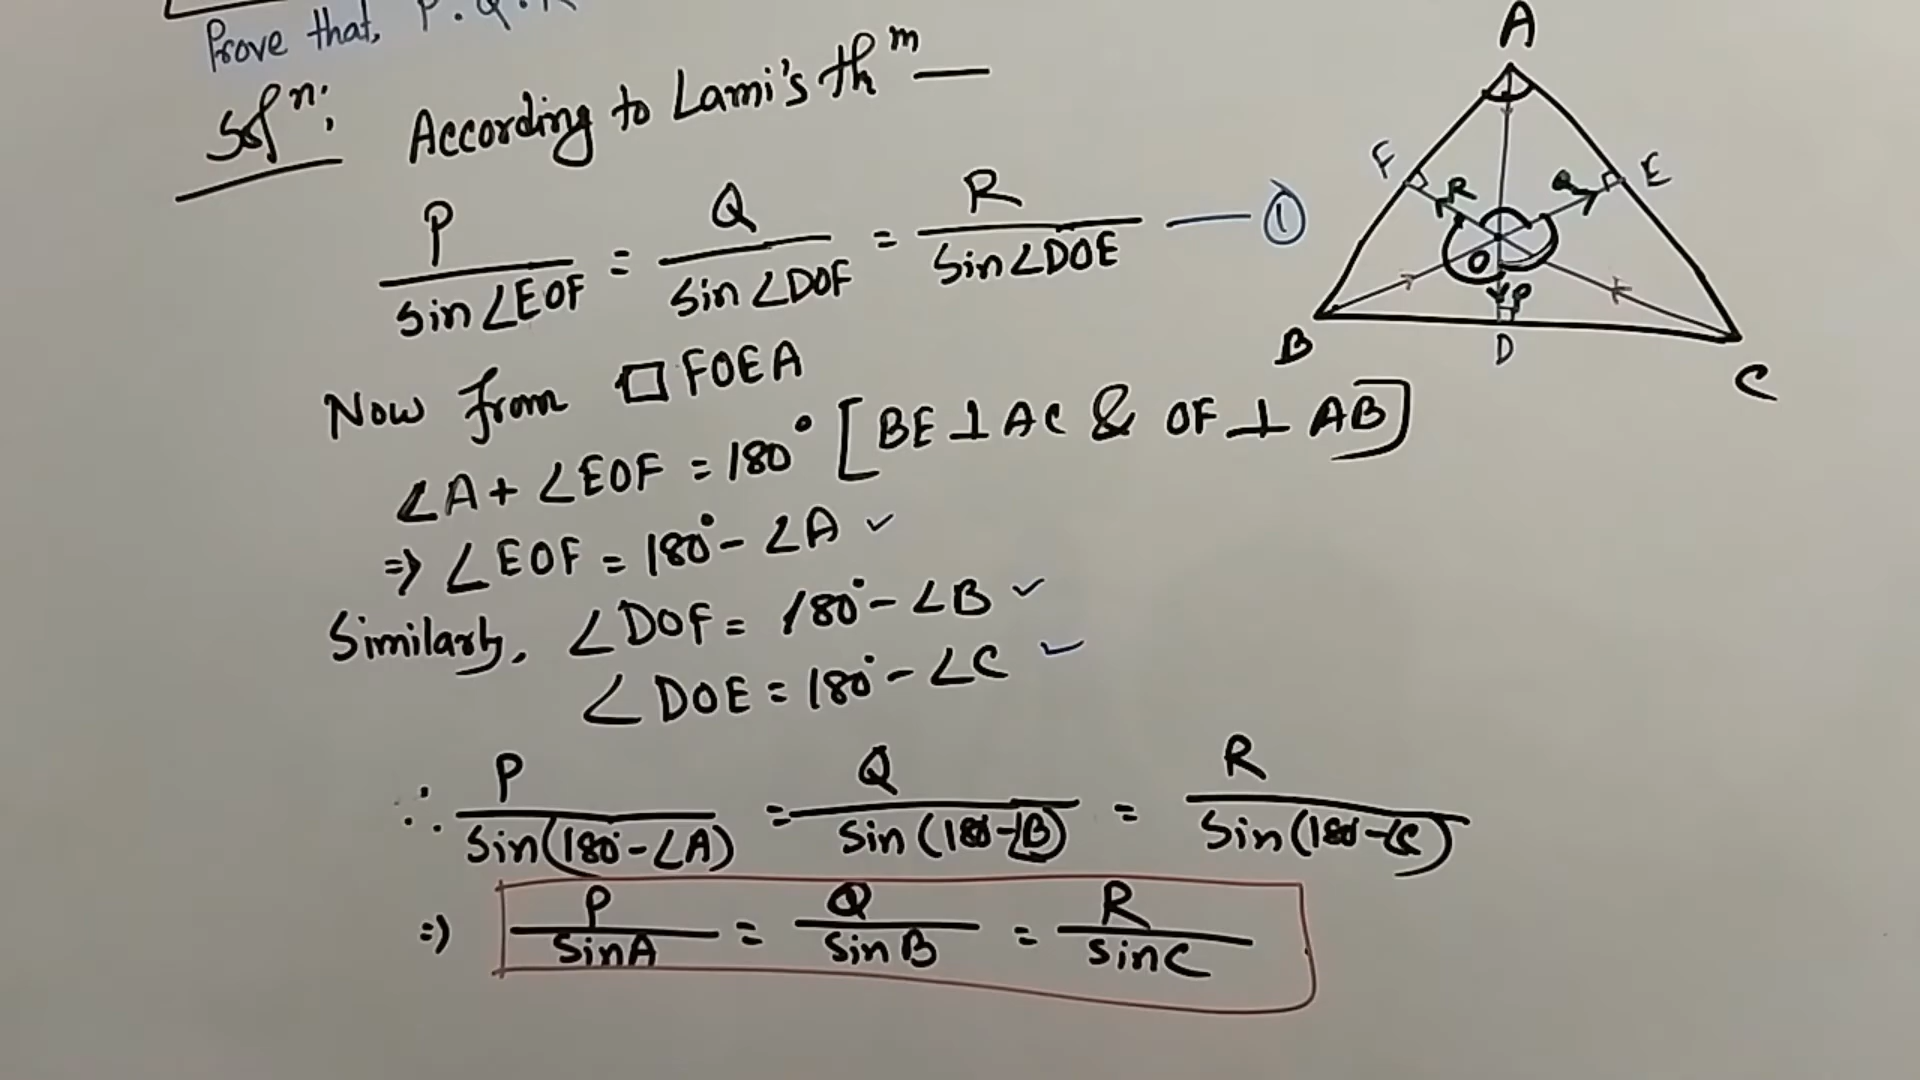 Prove that, P. Q. R
Solⁿ: According to Lami's thᵐ —
P/Sin∠EOF = Q/Sin∠DOF = R/Sin∠DOE — ①
Now from □ FOEA
∠A + ∠EOF = 180° [BE ⊥ AC & OF ⊥ AB]
⇒ ∠EOF = 180° - ∠A ✓
Similarly, ∠DOF = 180° - ∠B ✓
∠DOE = 180° - ∠C ✓
∴ P/Sin(180° - ∠A) = Q/Sin(180° - ∠B) = R/Sin(180° - ∠C)
⇒ P/SinA = Q/SinB = R/SinC
A
F
E
R
Q
O
P
B
D
C